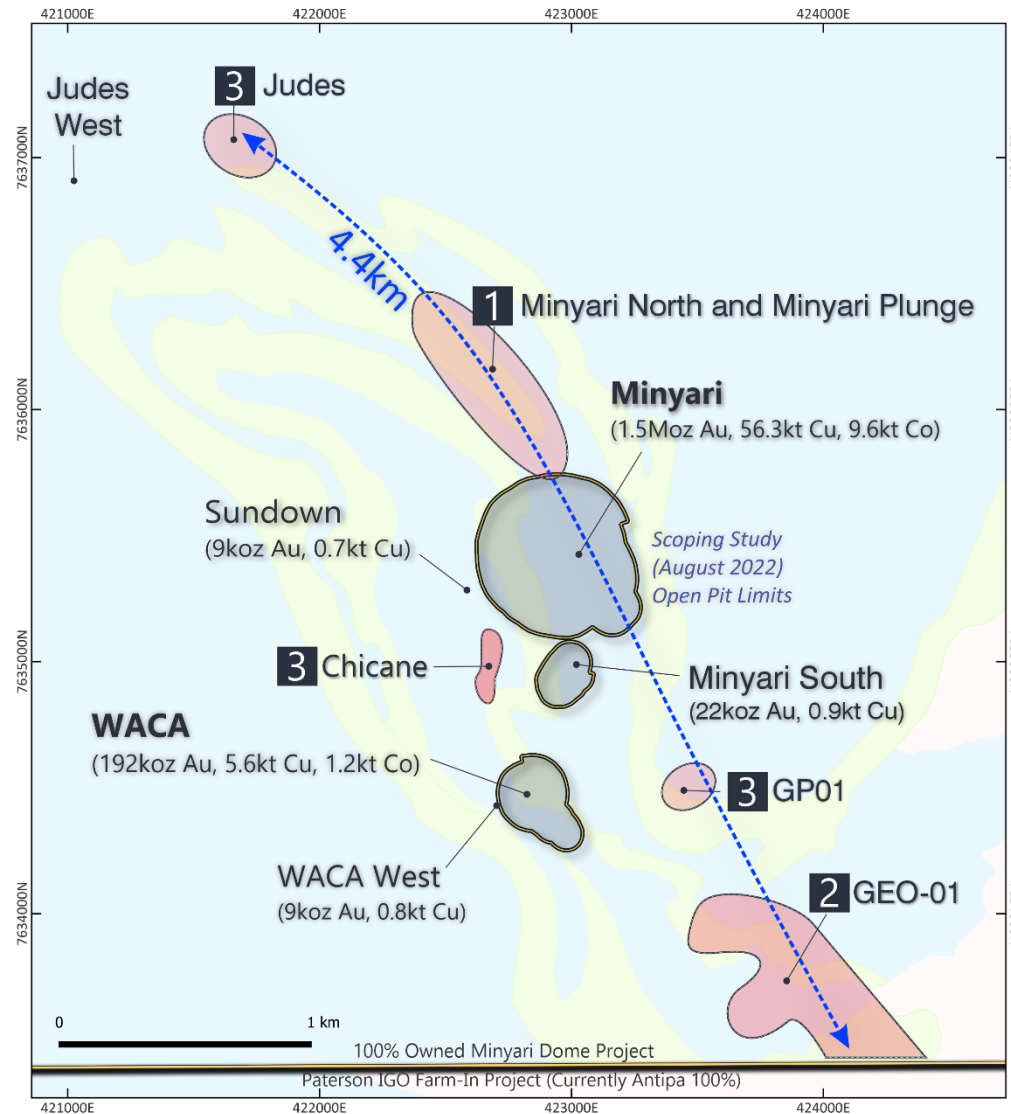 421000E
422000E
423000E
424000E
3 Judes
Judes
West
7637000N
4.4km
1 Minyari North and Minyari Plunge
Minyari
(1.5Moz Au, 56.3kt Cu, 9.6kt Co)
7636000N
Sundown
(9koz Au, 0.7kt Cu)
Scoping Study
(August 2022)
Open Pit Limits
3 Chicane
7635000N
Minyari South
(22koz Au, 0.9kt Cu)
WACA
(192koz Au, 5.6kt Cu, 1.2kt Co)
3 GP01
WACA West
(9koz Au, 0.8kt Cu)
2 GEO-01
7634000N
0
1 km
100% Owned Minyari Dome Project
Paterson IGO Farm-In Project (Currently Antipa 100%)
421000E
422000E
423000E
424000E